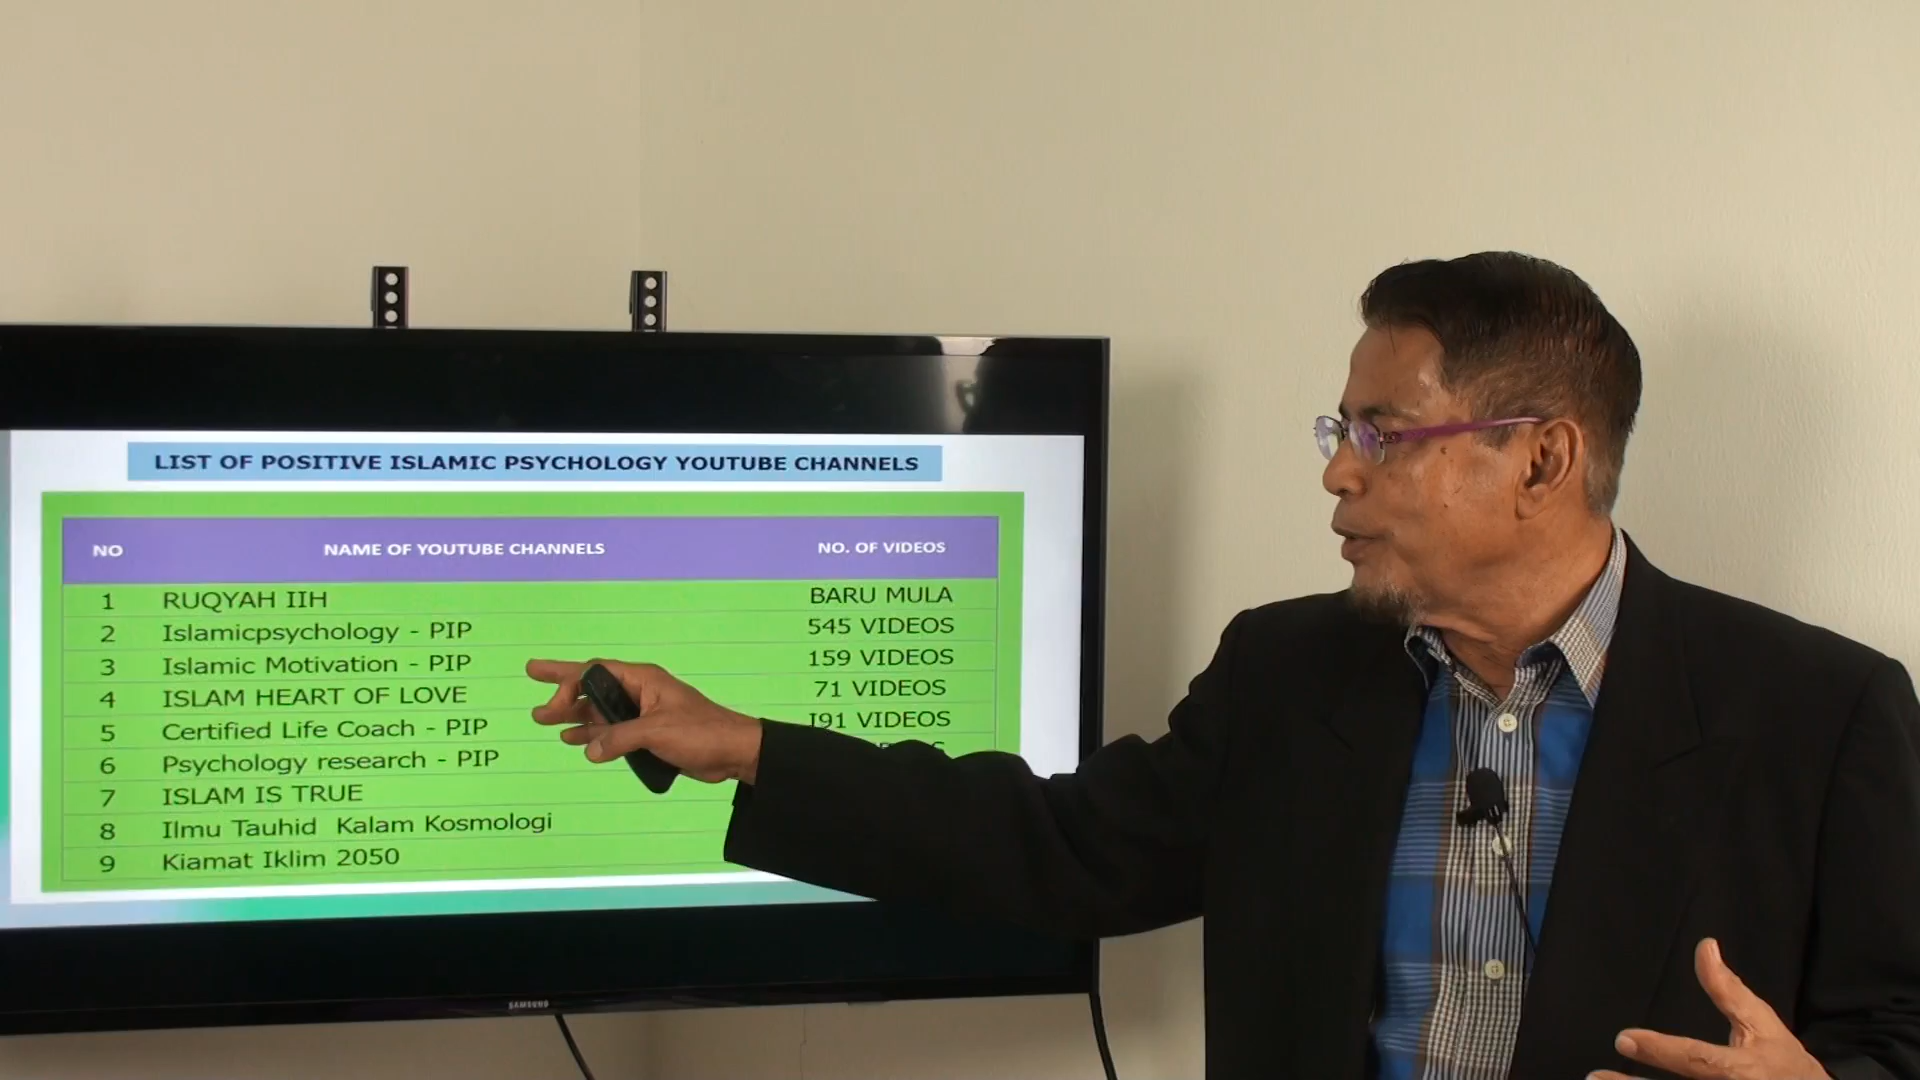 LIST OF POSITIVE ISLAMIC PSYCHOLOGY YOUTUBE CHANNELS
NO NAME OF YOUTUBE CHANNELS NO. OF VIDEOS
1 RUQYAH IIH BARU MULA
2 Islamicpsychology - PIP 545 VIDEOS
3 Islamic Motivation - PIP 159 VIDEOS
4 ISLAM HEART OF LOVE 71 VIDEOS
5 Certified Life Coach - PIP I91 VIDEOS
6 Psychology research - PIP
7 ISLAM IS TRUE
8 Ilmu Tauhid Kalam Kosmologi
9 Kiamat Iklim 2050
SAMSUNG